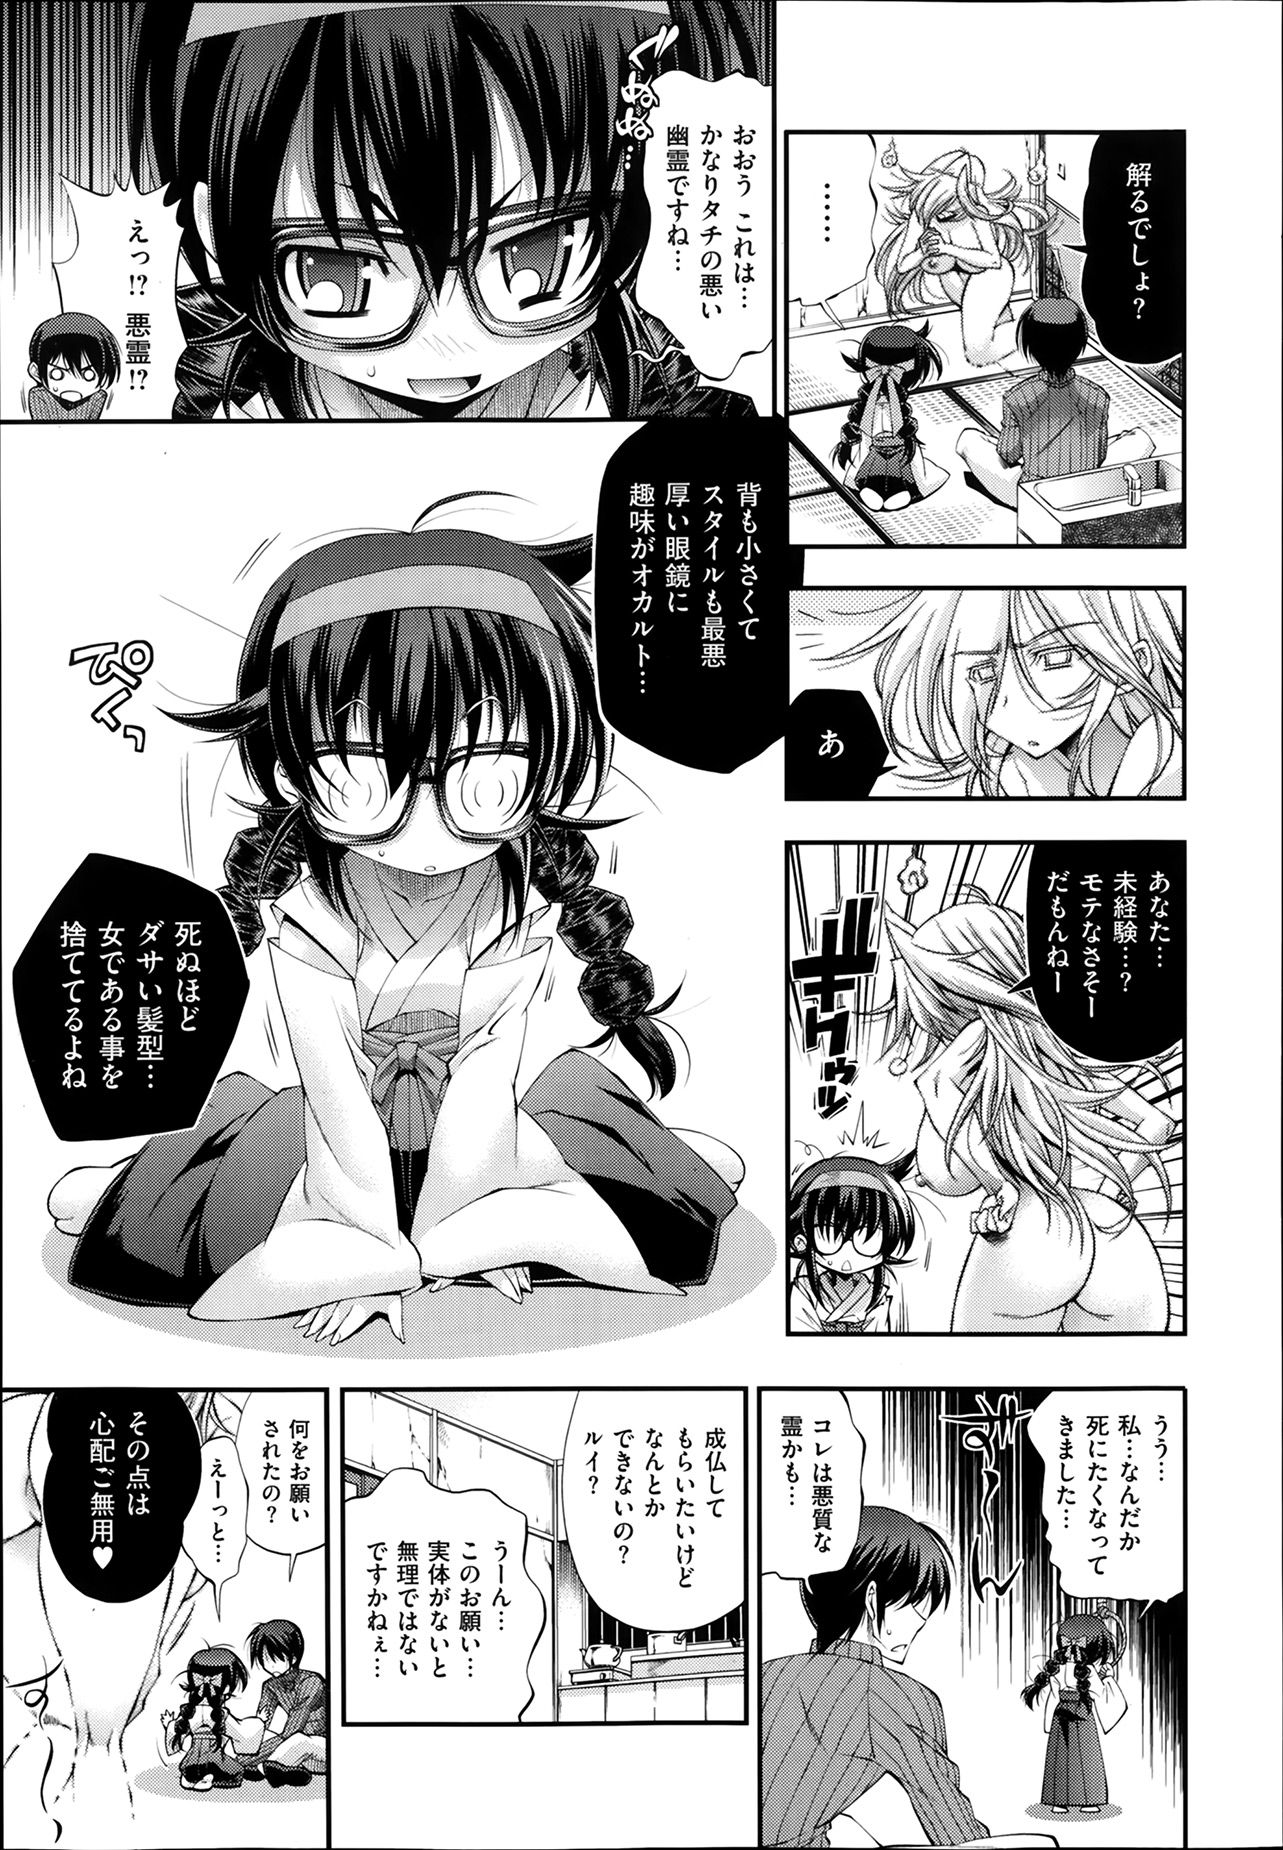 解るでしょ?
……
あ
あなた…
未経験…?
モテなさそー
だもんねー
ギギギクゥッ
ぐぬぬ…
おおう これは…
かなりタチの悪い
幽霊ですね…
えっ!? 悪霊!?
背も小さくて
スタイルも最悪
厚い眼鏡に
趣味がオカルト…
ぴくっ
死ぬほど
ダサい髪型…
女である事を
捨ててるよね
うう…
私…なんだか
死にたくなって
きました…
コレは悪質な
霊かも…
成仏して
もらいたいけど
なんとか
できないの?
ルイ?
うーん…
このお願い…
実体がないと
無理ではない
ですかねぇ…
何をお願い
されたの?
えーっと…
その点は
心配ご無用♥